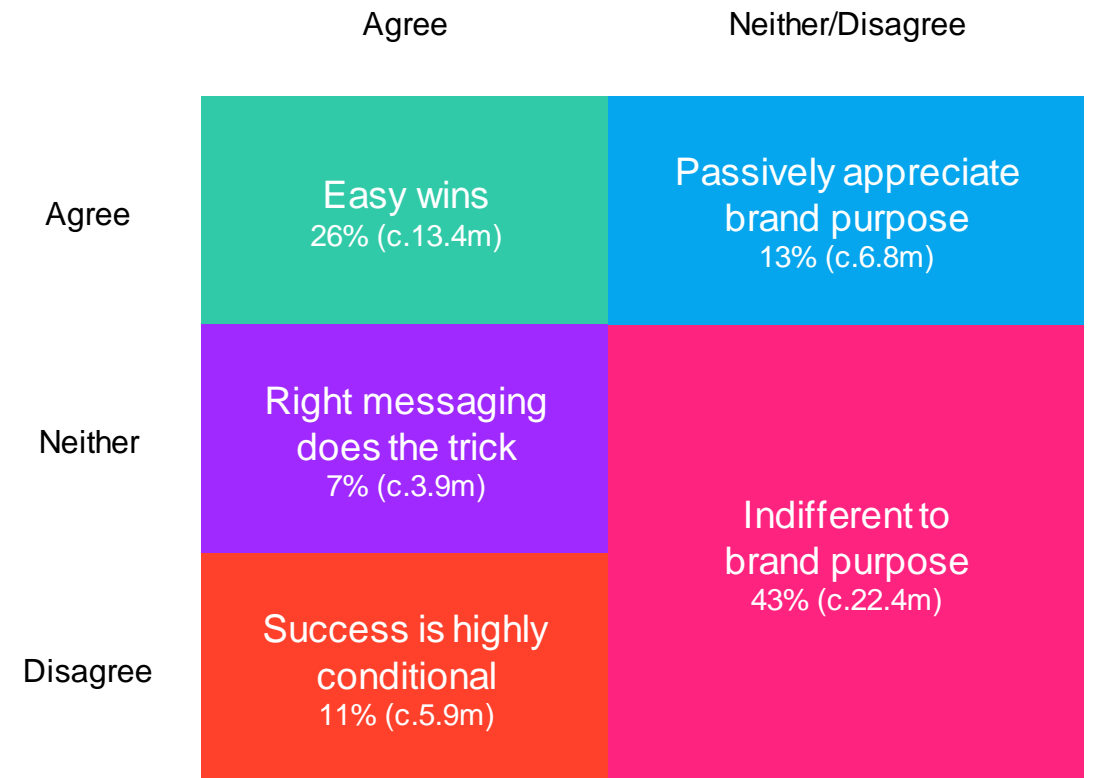 Agree
Neither/Disagree
Agree
Easy wins
26% (c.13.4m)
Passively appreciate
brand purpose
13% (c.6.8m)
Neither
Right messaging
does the trick
7% (c.3.9m)
Indifferent to
brand purpose
43% (c.22.4m)
Disagree
Success is highly
conditional
11% (c.5.9m)